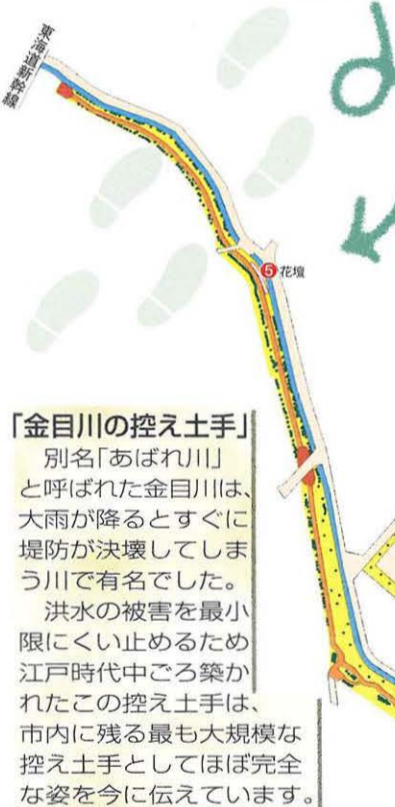 東海道新幹線
5 花壇
「金目川の控え土手」
別名「あばれ川」
と呼ばれた金目川は、
大雨が降るとすぐに
堤防が決壊してしま
う川で有名でした。
洪水の被害を最小
限にくい止めるため
江戸時代中ごろ築か
れたこの控え土手は、
市内に残る最も大規模な
控え土手としてほぼ完全
な姿を今に伝えています。